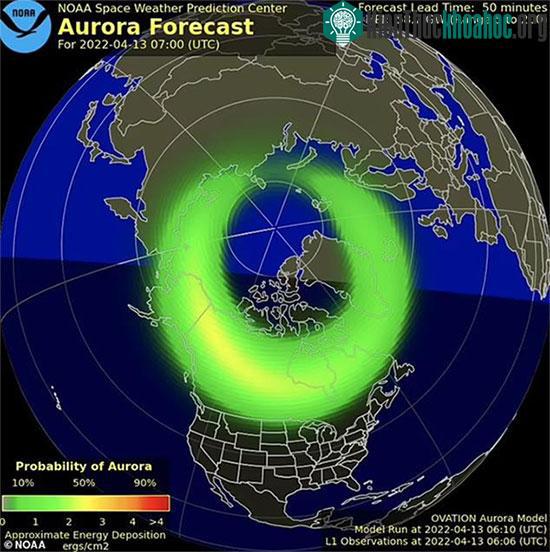 NOAA
NOAA Space Weather Prediction Center
Aurora Forecast
For 2022-04-13 07:00 (UTC)
Forecast Lead Time: 50 minutes
Probability of Aurora
10% 50% 90%
0 1 2 3 4 >4
Approximate Energy Deposition
ergs/cm2
© NOAA
OVATION Aurora Model
Model Run at 2022-04-13 06:10 (UTC)
L1 Observations at 2022-04-13 06:06 (UTC)